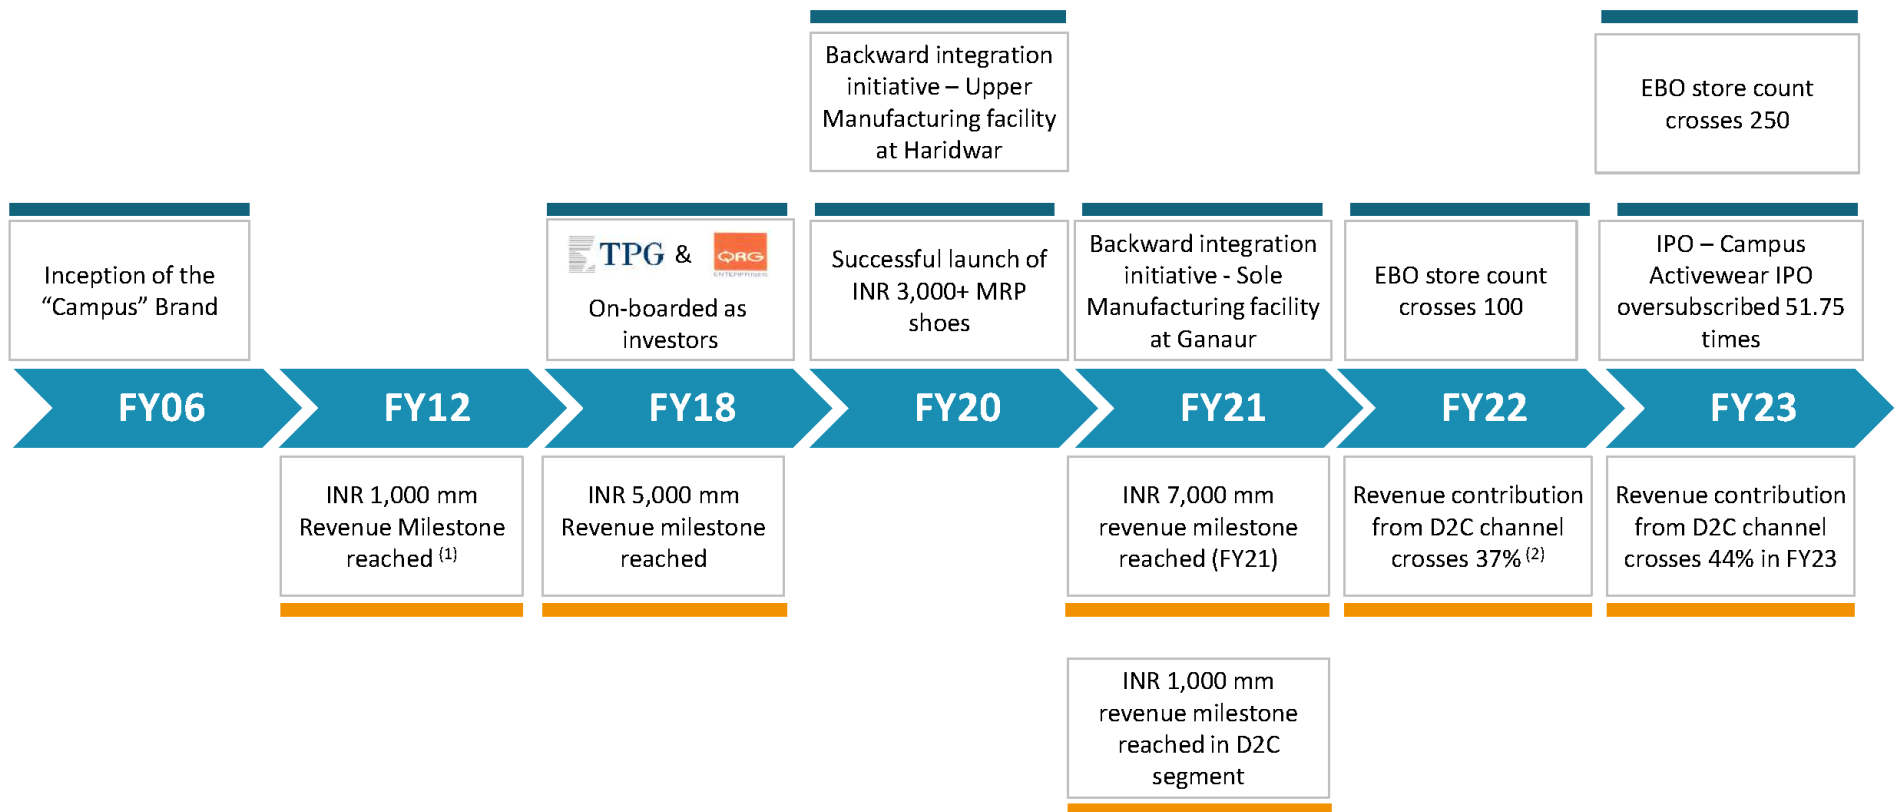 Backward integration
initiative – Upper
Manufacturing facility
at Haridwar
EBO store count
crosses 250
Inception of the
“Campus” Brand
TPG & QRG
ENTERPRISES
On-boarded as
investors
Successful launch of
INR 3,000+ MRP
shoes
Backward integration
initiative - Sole
Manufacturing facility
at Ganaur
EBO store count
crosses 100
IPO – Campus
Activewear IPO
oversubscribed 51.75
times
FY06
FY12
FY18
FY20
FY21
FY22
FY23
INR 1,000 mm
Revenue Milestone
reached (1)
INR 5,000 mm
Revenue milestone
reached
INR 7,000 mm
revenue milestone
reached (FY21)
Revenue contribution
from D2C channel
crosses 37% (2)
Revenue contribution
from D2C channel
crosses 44% in FY23
INR 1,000 mm
revenue milestone
reached in D2C
segment